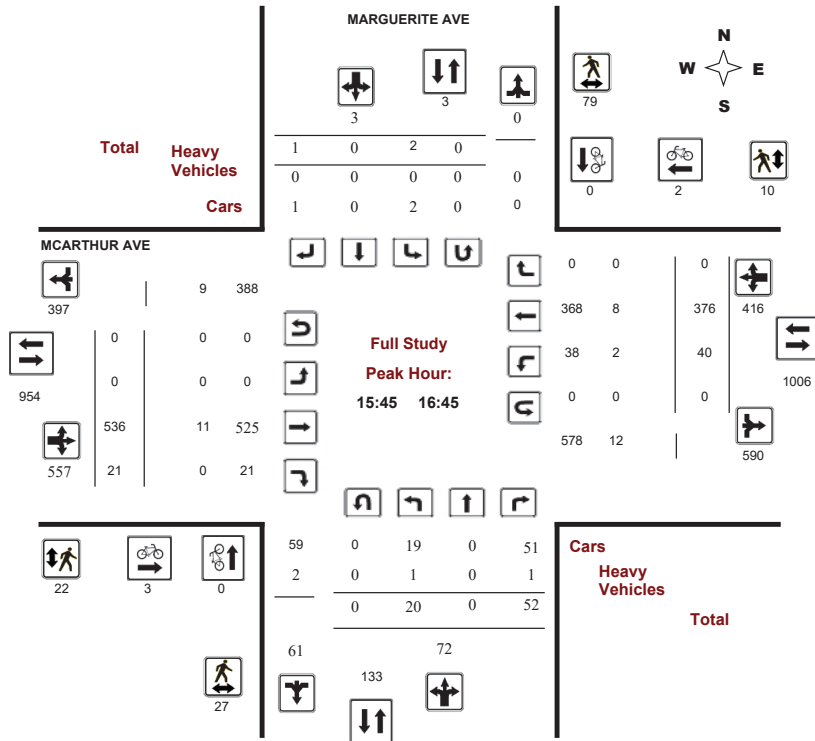 MARGUERITE AVE
N
W E
S
3
3
0
79
Total Heavy Vehicles
1 0 2 0
0 0 0 0 0
Cars 1 0 2 0 0
0 2 10
MCARTHUR AVE
397
9 388
0 0 0
954
0 0 0
536 11 525
557 21 0 21
Full Study
Peak Hour:
15:45 16:45
0 0 0
368 8 376 416
38 2 40
1006
0 0 0
578 12
590
22 3 0
27
59 0 19 0 51
2 0 1 0 1
0 20 0 52
61 72
133
Cars
Heavy
Vehicles
Total